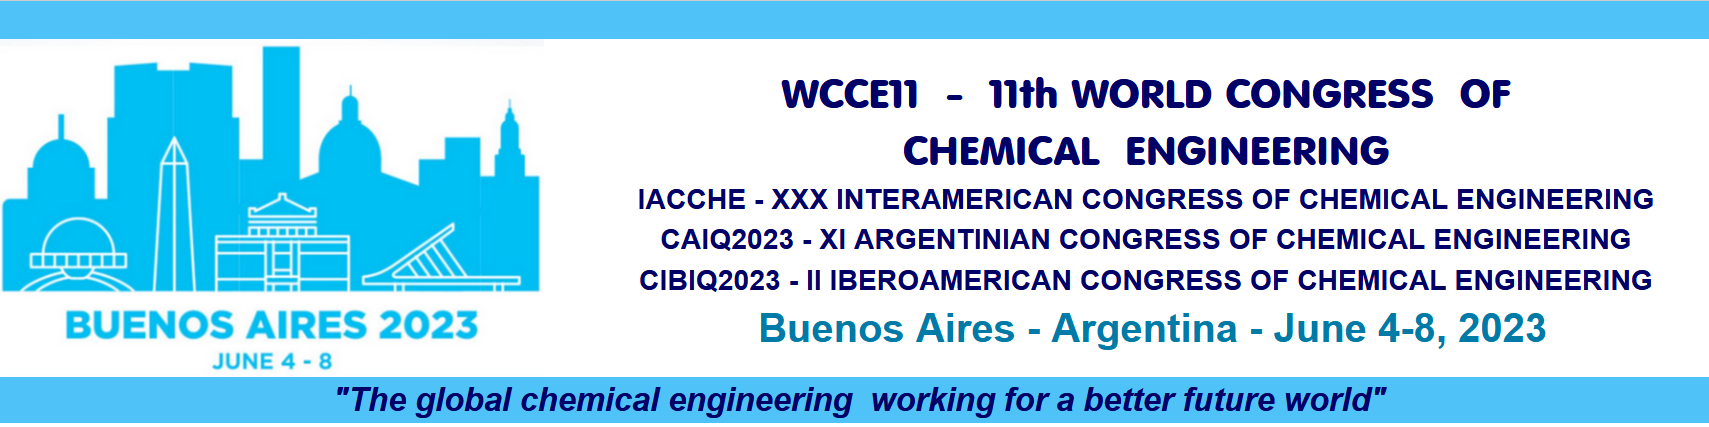 WCCE11 - 11th WORLD CONGRESS OF
CHEMICAL ENGINEERING
IACCHE - XXX INTERAMERICAN CONGRESS OF CHEMICAL ENGINEERING
CAIQ2023 - XI ARGENTINIAN CONGRESS OF CHEMICAL ENGINEERING
CIBIQ2023 - II IBEROAMERICAN CONGRESS OF CHEMICAL ENGINEERING
Buenos Aires - Argentina - June 4-8, 2023
BUENOS AIRES 2023
JUNE 4 - 8
"The global chemical engineering working for a better future world"